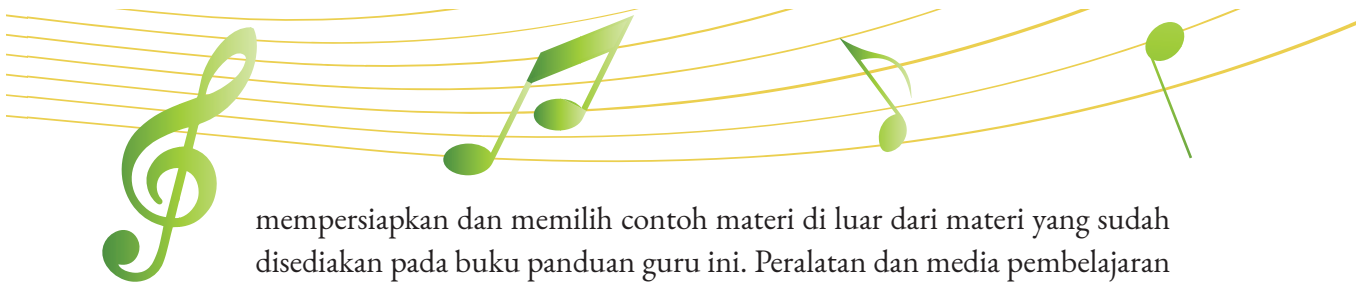 mempersiapkan dan memilih contoh materi di luar dari materi yang sudah
disediakan pada buku panduan guru ini. Peralatan dan media pembelajaran